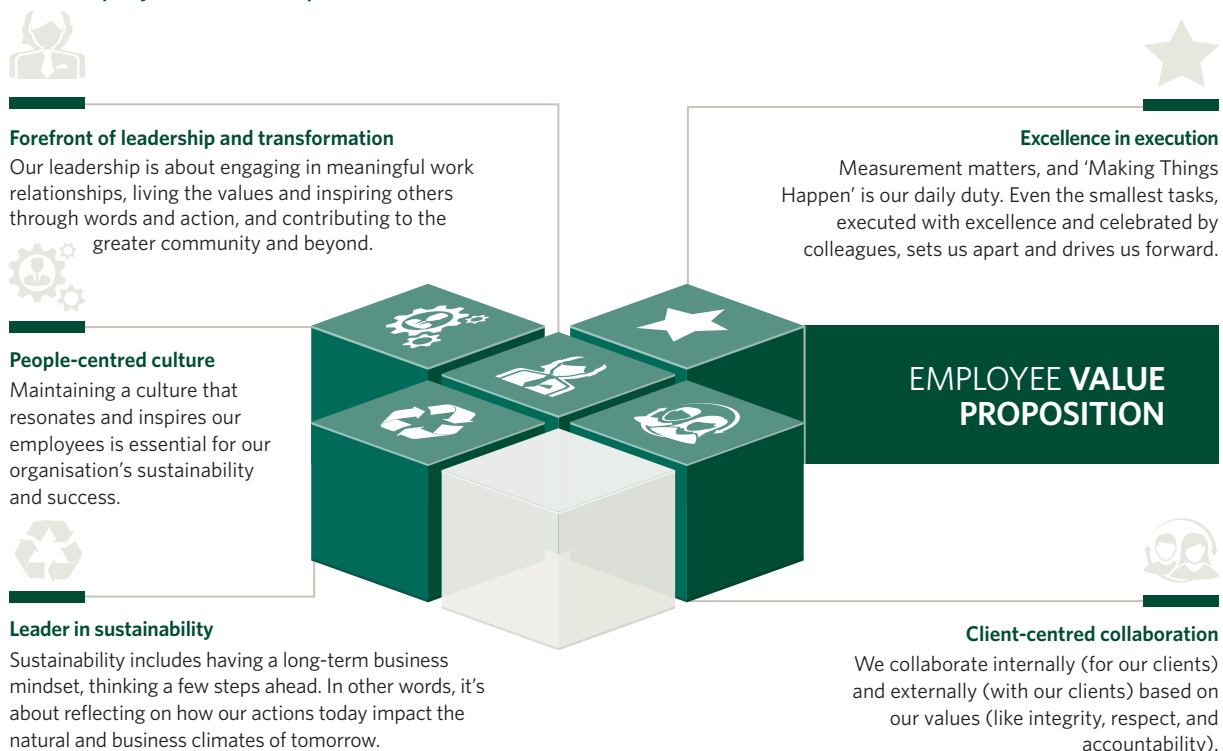 Forefront of leadership and transformation
Our leadership is about engaging in meaningful work
relationships, living the values and inspiring others
through words and action, and contributing to the
greater community and beyond.
Excellence in execution
Measurement matters, and ‘Making Things
Happen’ is our daily duty. Even the smallest tasks,
executed with excellence and celebrated by
colleagues, sets us apart and drives us forward.
People-centred culture
Maintaining a culture that
resonates and inspires our
employees is essential for our
organisation’s sustainability
and success.
EMPLOYEE VALUE
PROPOSITION
Leader in sustainability
Sustainability includes having a long-term business
mindset, thinking a few steps ahead. In other words, it’s
about reflecting on how our actions today impact the
natural and business climates of tomorrow.
Client-centred collaboration
We collaborate internally (for our clients)
and externally (with our clients) based on
our values (like integrity, respect, and
accountability).